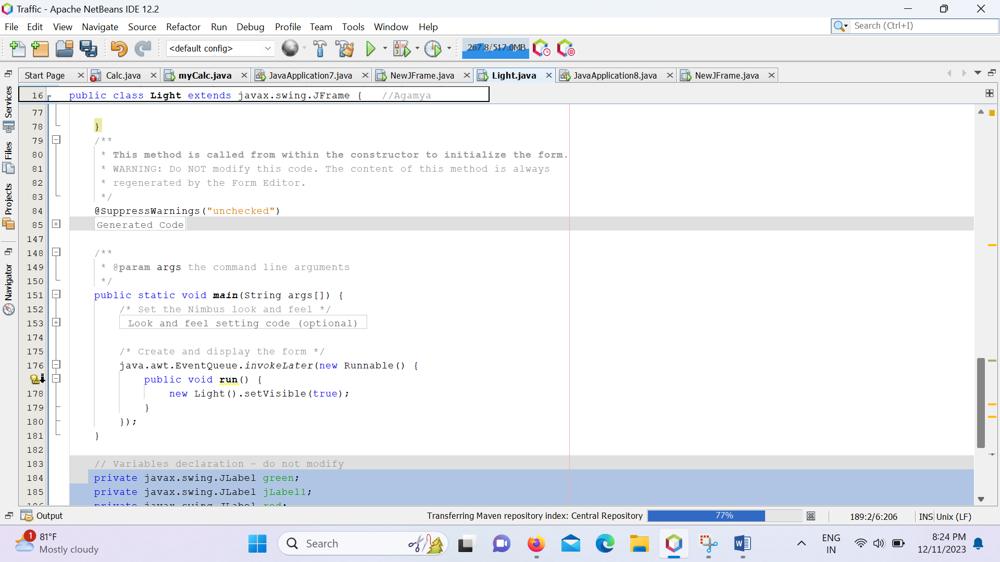 Traffic - Apache NetBeans IDE 12.2
File Edit View Navigate Source Refactor Run Debug Profile Team Tools Window Help
Search (Ctrl+I)
<default config>
267.8/517.0MB
Start Page
Calc.java
myCalc.java
JavaApplication7.java
NewJFrame.java
Light.java
JavaApplication8.java
NewJFrame.java
Services
Files
Projects
Navigator
16 public class Light extends javax.swing.JFrame { //Agamya
77
78 }
79 /**
80 * This method is called from within the constructor to initialize the form.
81 * WARNING: Do NOT modify this code. The content of this method is always
82 * regenerated by the Form Editor.
83 */
84 @SuppressWarnings("unchecked")
85 Generated Code
147
148 /**
149 * @param args the command line arguments
150 */
151 public static void main(String args[]) {
152 /* Set the Nimbus look and feel */
153 Look and feel setting code (optional)
174
175 /* Create and display the form */
176 java.awt.EventQueue.invokeLater(new Runnable() {
public void run() {
178 new Light().setVisible(true);
179 }
180 });
181 }
182
183 // Variables declaration - do not modify
184 private javax.swing.JLabel green;
185 private javax.swing.JLabel jLabel1;
186 private javax.swing.JLabel red;
Output
Transferring Maven repository index: Central Repository
77%
189:2/6:206
INS
Unix (LF)
1
81°F
Mostly cloudy
Search
ENG
IN
8:24 PM
12/11/2023